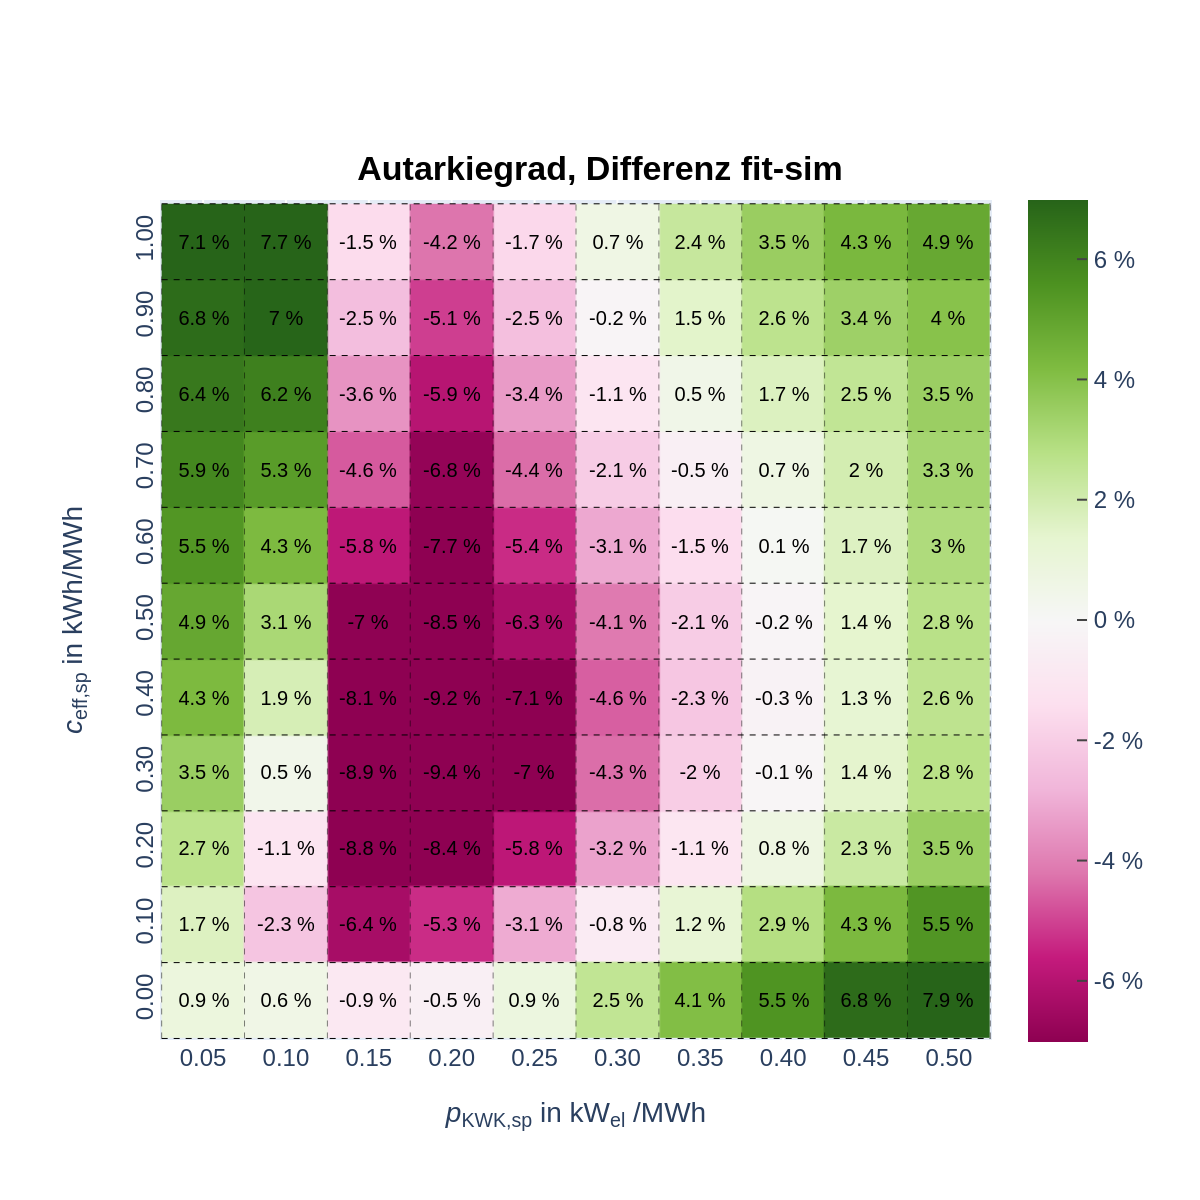 Autarkiegrad, Differenz fit-sim
1.00 7.1 % 7.7 % -1.5 % -4.2 % -1.7 % 0.7 % 2.4 % 3.5 % 4.3 % 4.9 %
0.90 6.8 % 7 % -2.5 % -5.1 % -2.5 % -0.2 % 1.5 % 2.6 % 3.4 % 4 %
0.80 6.4 % 6.2 % -3.6 % -5.9 % -3.4 % -1.1 % 0.5 % 1.7 % 2.5 % 3.5 %
0.70 5.9 % 5.3 % -4.6 % -6.8 % -4.4 % -2.1 % -0.5 % 0.7 % 2 % 3.3 %
0.60 5.5 % 4.3 % -5.8 % -7.7 % -5.4 % -3.1 % -1.5 % 0.1 % 1.7 % 3 %
0.50 4.9 % 3.1 % -7 % -8.5 % -6.3 % -4.1 % -2.1 % -0.2 % 1.4 % 2.8 %
0.40 4.3 % 1.9 % -8.1 % -9.2 % -7.1 % -4.6 % -2.3 % -0.3 % 1.3 % 2.6 %
0.30 3.5 % 0.5 % -8.9 % -9.4 % -7 % -4.3 % -2 % -0.1 % 1.4 % 2.8 %
0.20 2.7 % -1.1 % -8.8 % -8.4 % -5.8 % -3.2 % -1.1 % 0.8 % 2.3 % 3.5 %
0.10 1.7 % -2.3 % -6.4 % -5.3 % -3.1 % -0.8 % 1.2 % 2.9 % 4.3 % 5.5 %
0.00 0.9 % 0.6 % -0.9 % -0.5 % 0.9 % 2.5 % 4.1 % 5.5 % 6.8 % 7.9 %
0.05 0.10 0.15 0.20 0.25 0.30 0.35 0.40 0.45 0.50
pKWK,sp in kWel /MWh
ceff,sp in kWh/MWh
6 %
4 %
2 %
0 %
-2 %
-4 %
-6 %